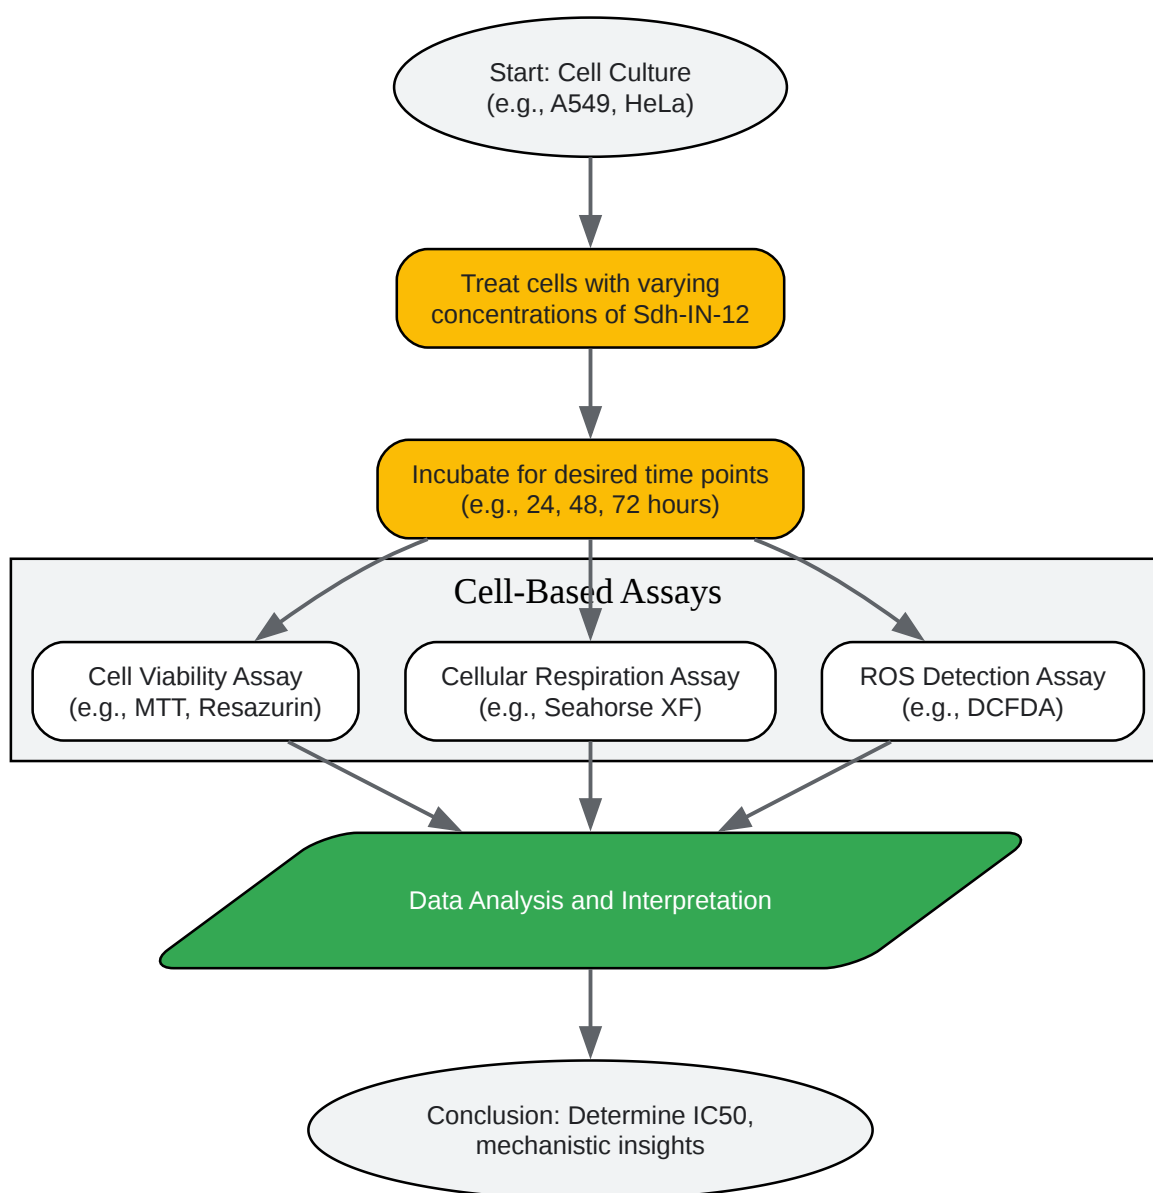 Start: Cell Culture
(e.g., A549, HeLa)
Treat cells with varying
concentrations of Sdh-IN-12
Incubate for desired time points
(e.g., 24, 48, 72 hours)
Cell-Based Assays
Cell Viability Assay
(e.g., MTT, Resazurin)
Cellular Respiration Assay
(e.g., Seahorse XF)
ROS Detection Assay
(e.g., DCFDA)
Data Analysis and Interpretation
Conclusion: Determine IC50,
mechanistic insights